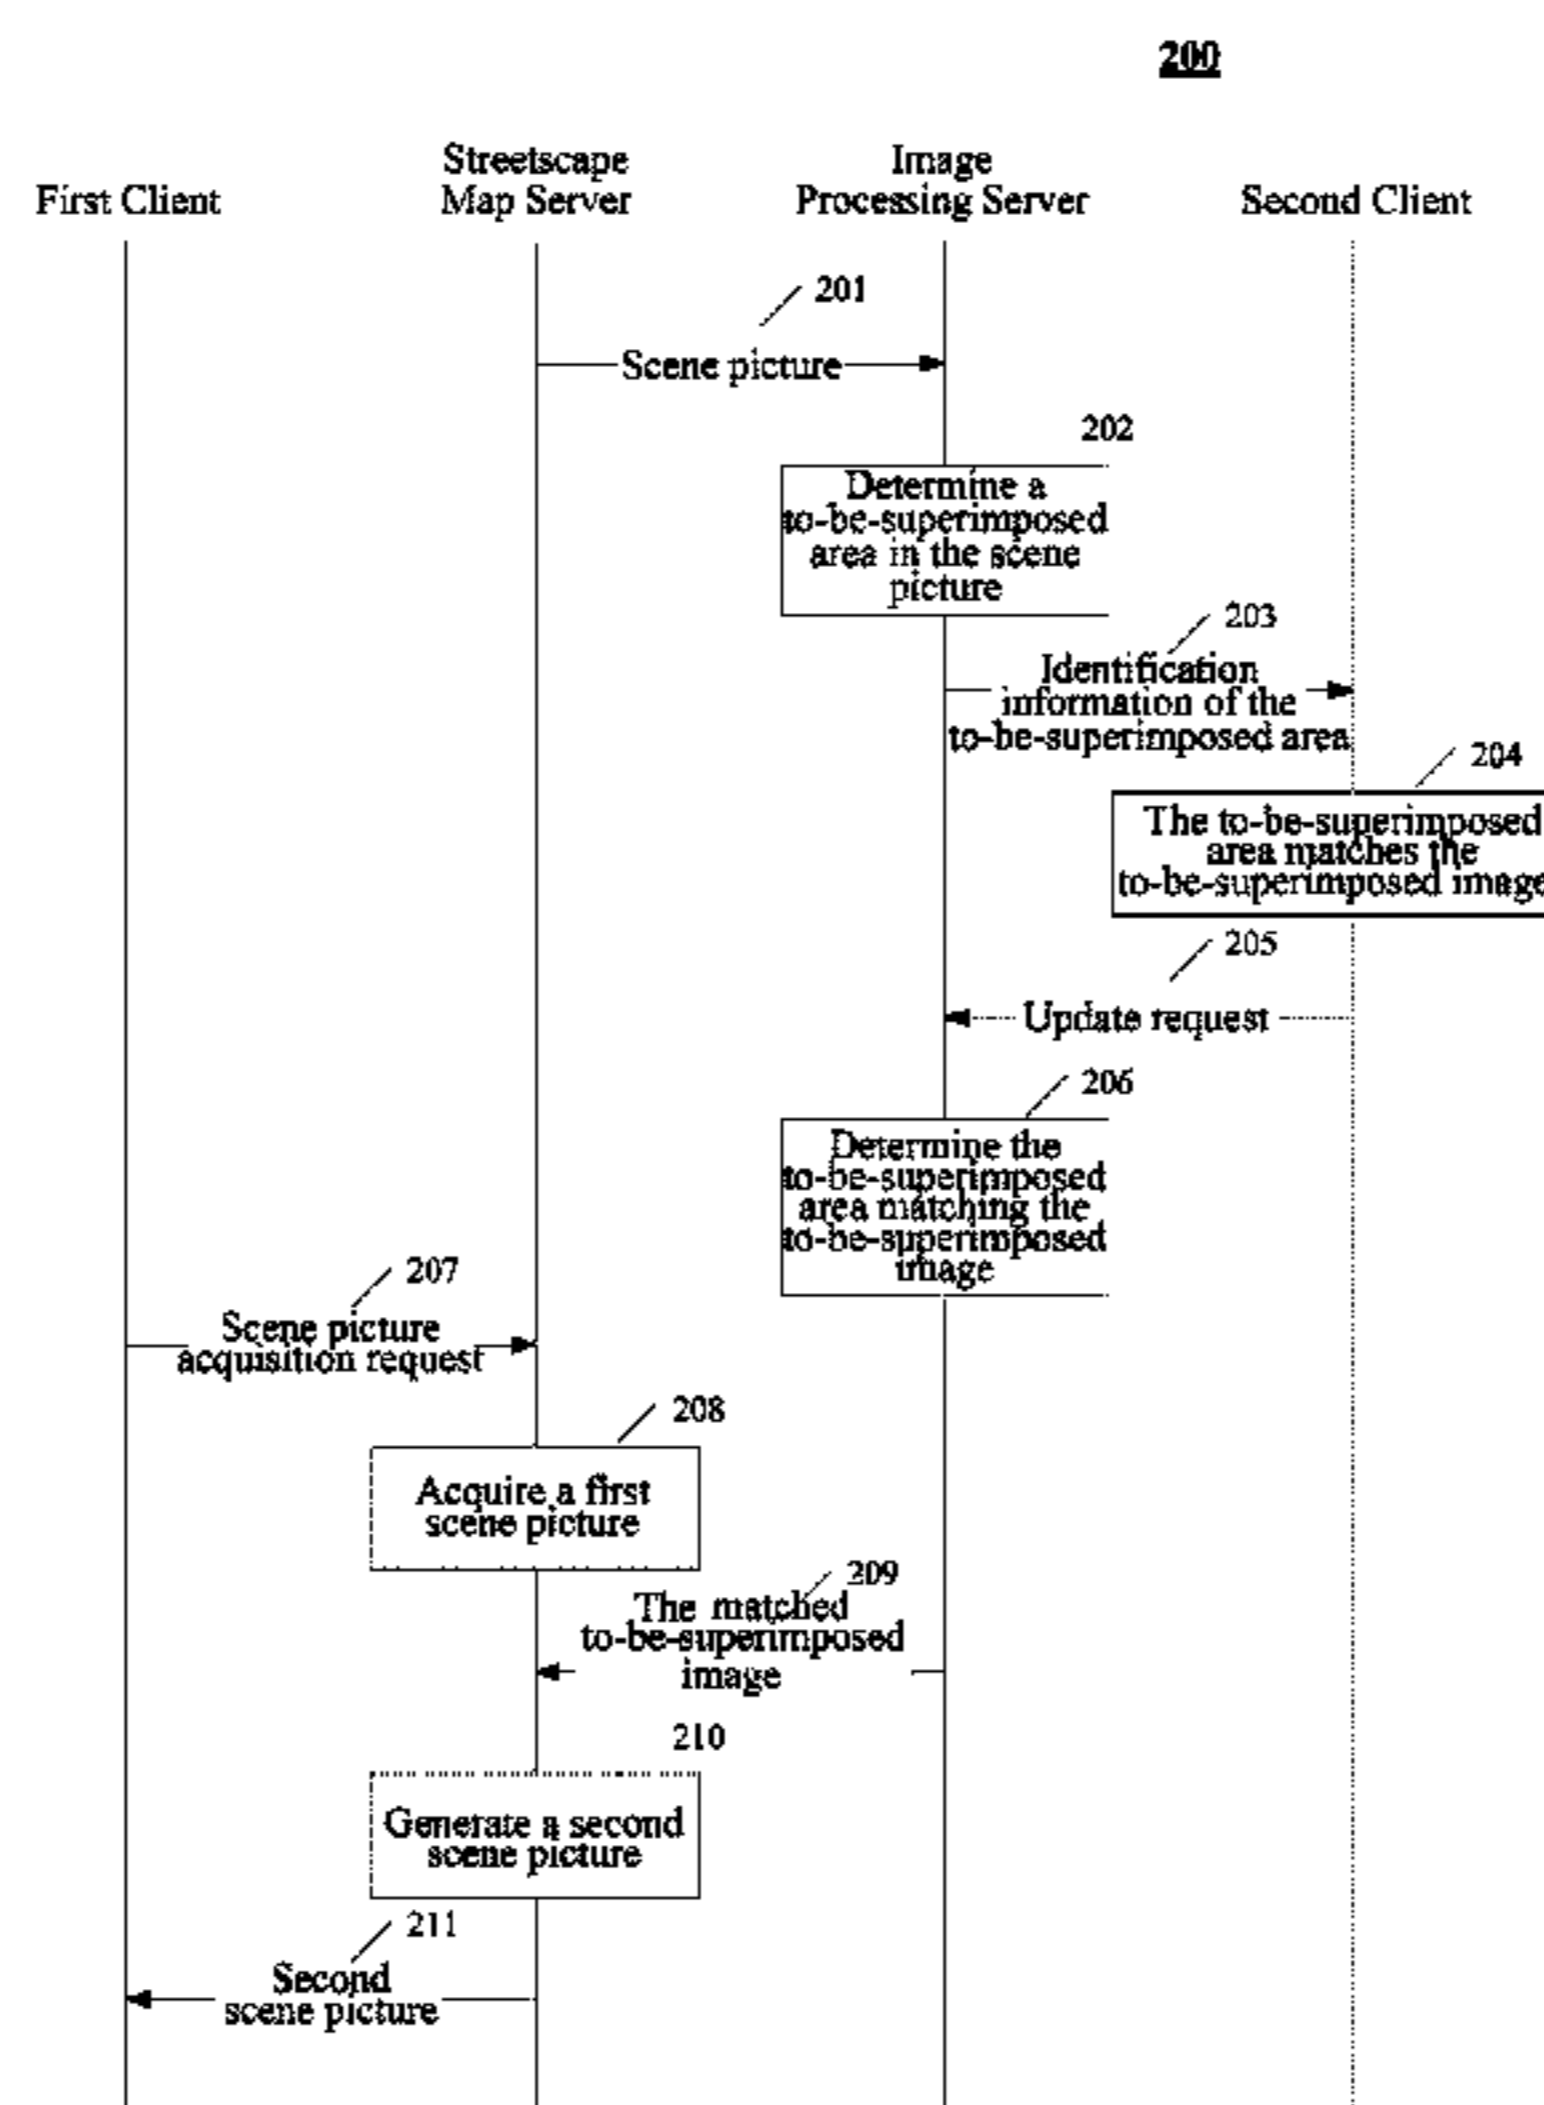 200
First Client
Streetscape
Map Server
Image
Processing Server
Second Client
201
Scene picture
202
Determine a
to-be-superimposed
area in the scene
picture
203
Identification
information of the
to-be-superimposed area
204
The to-be-superimposed
area matches the
to-be-superimposed image
205
Update request
206
Determine the
to-be-superimposed
area matching the
to-be-superimposed
image
207
Scene picture
acquisition request
208
Acquire a first
scene picture
209
The matched
to-be-superimposed
image
210
Generate a second
scene picture
211
Second
scene picture